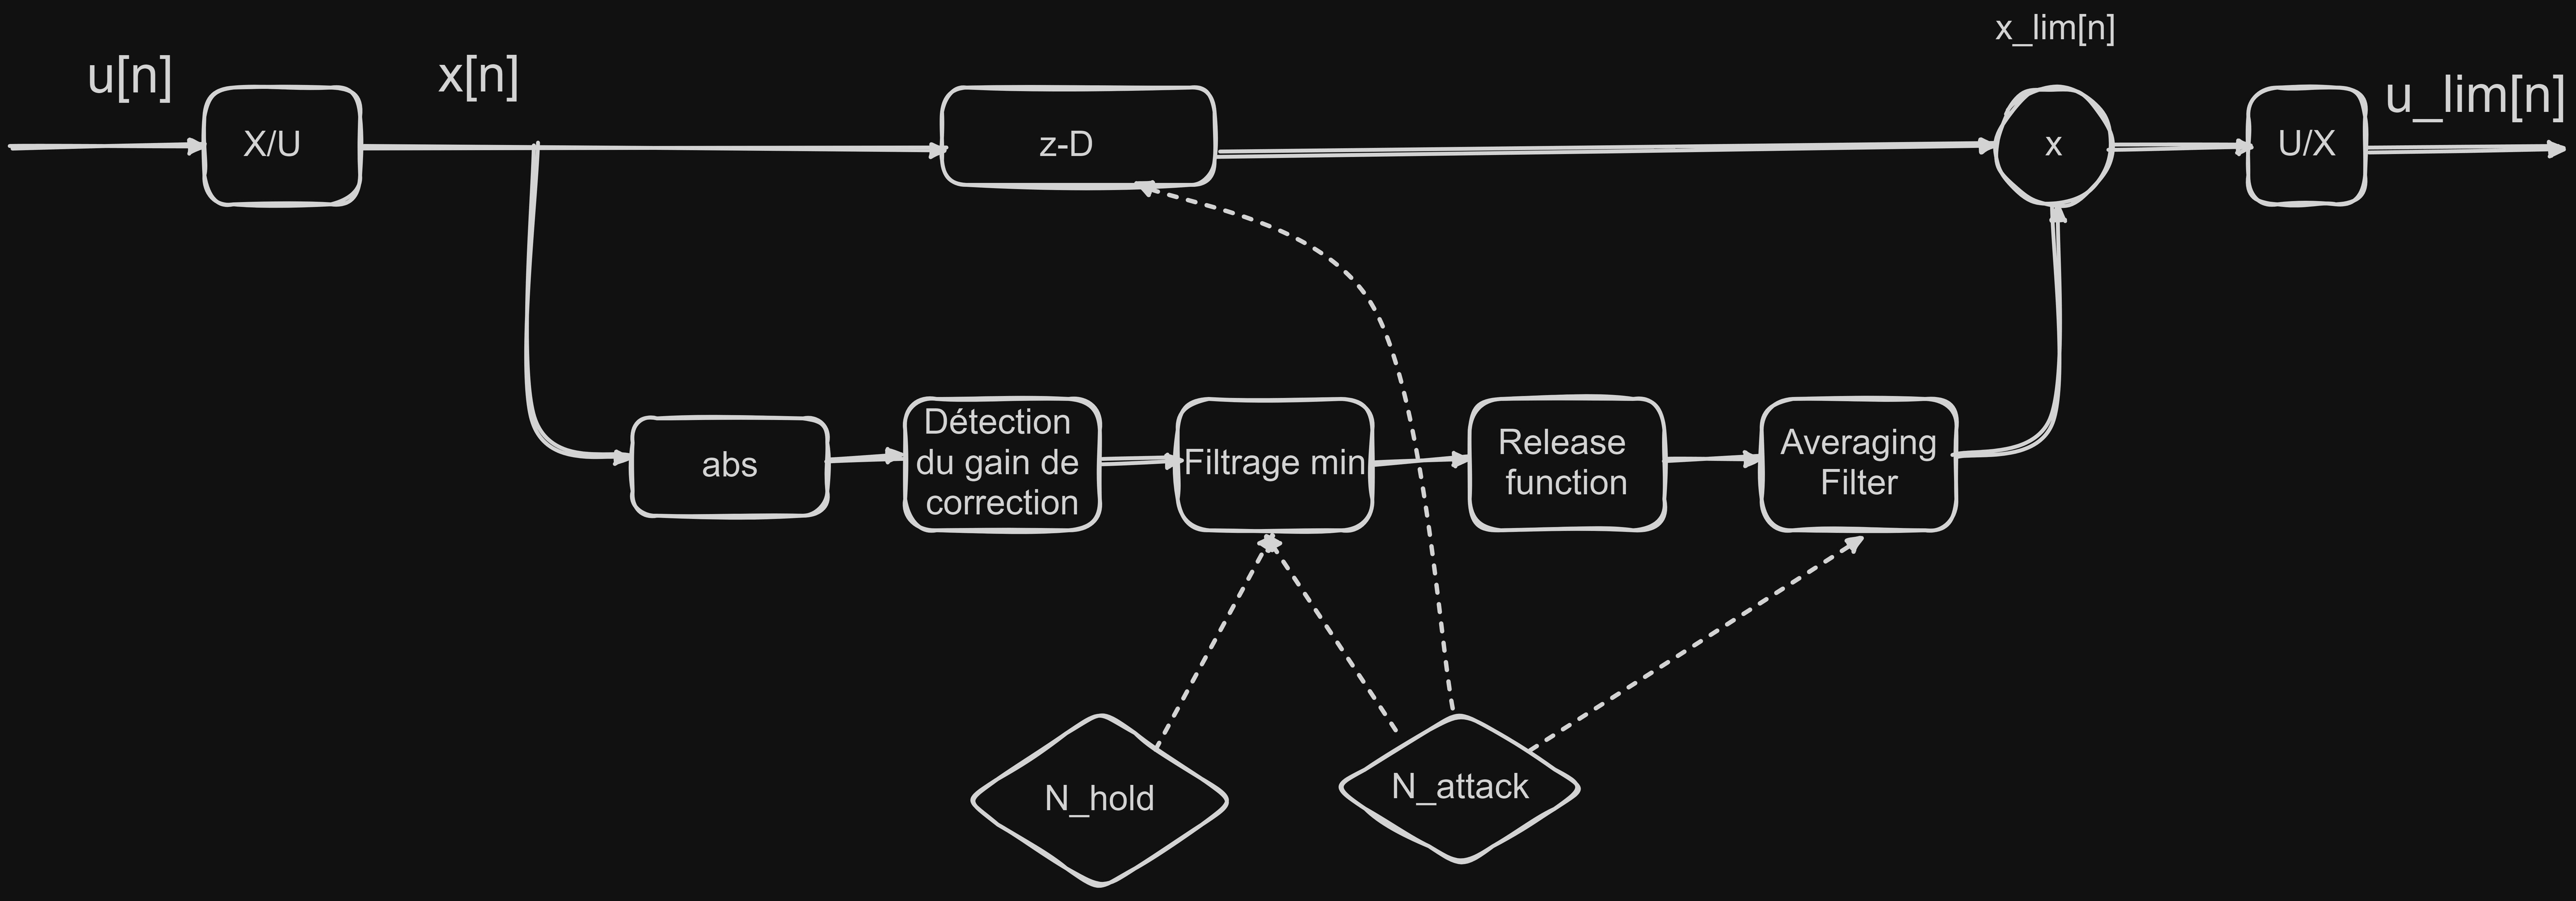 x_lim[n]
u[n]
x[n]
u_lim[n]
X/U
z-D
x
U/X
abs
Détection
du gain de
correction
Filtrage min
Release
function
Averaging
Filter
N_hold
N_attack